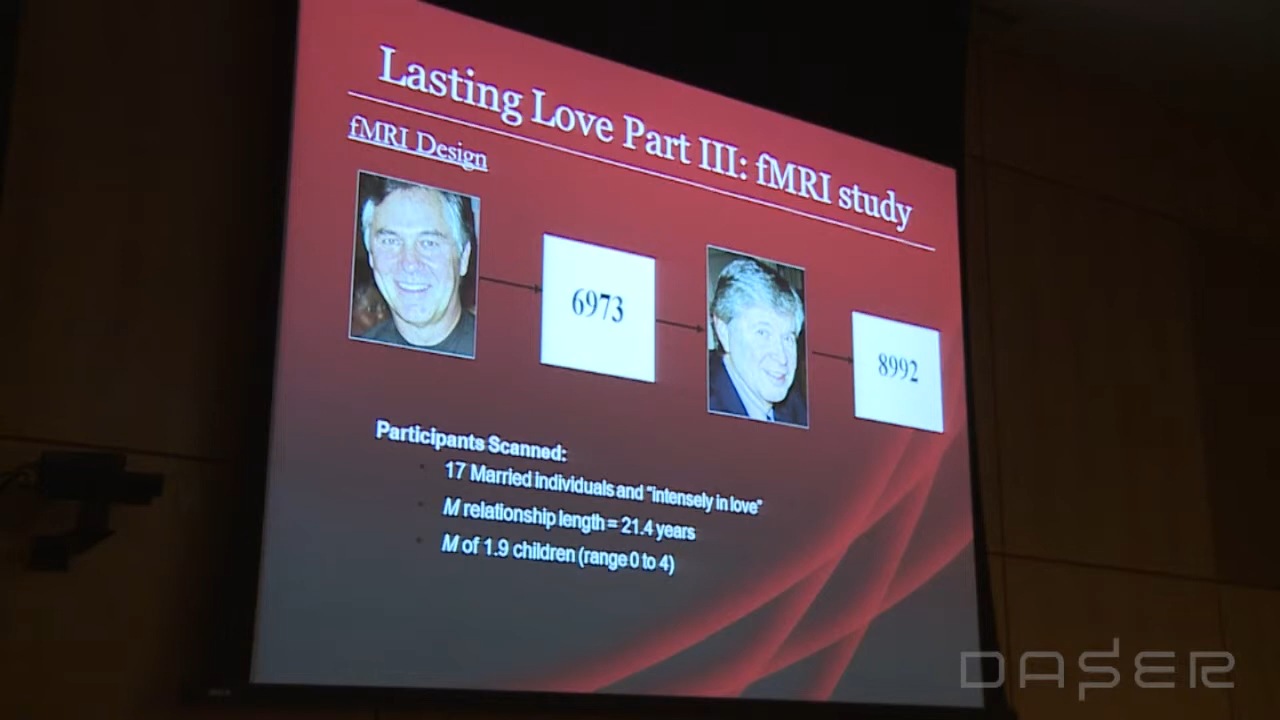 Lasting Love Part III: fMRI study
fMRI Design
6973
8992
Participants Scanned:
17 Married individuals and “intensely in love”
M relationship length = 21.4 years
M of 1.9 children (range 0 to 4)
DASER